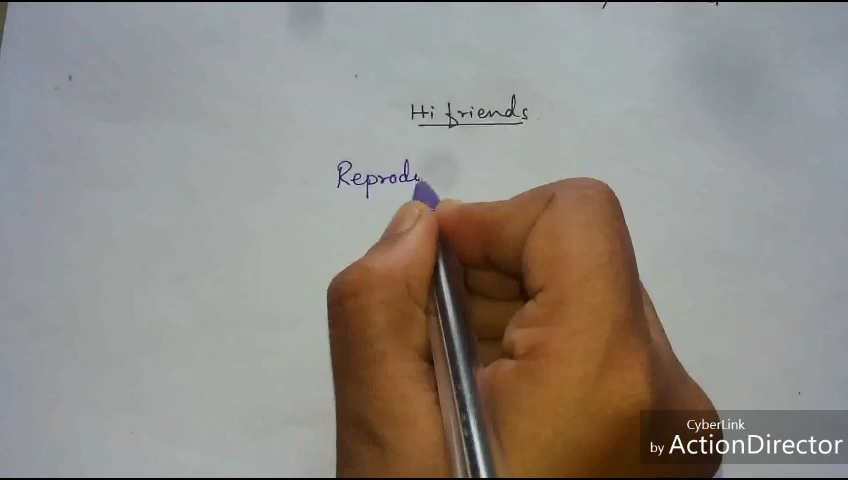 Hi friends
Reprodu
CyberLink
by ActionDirector